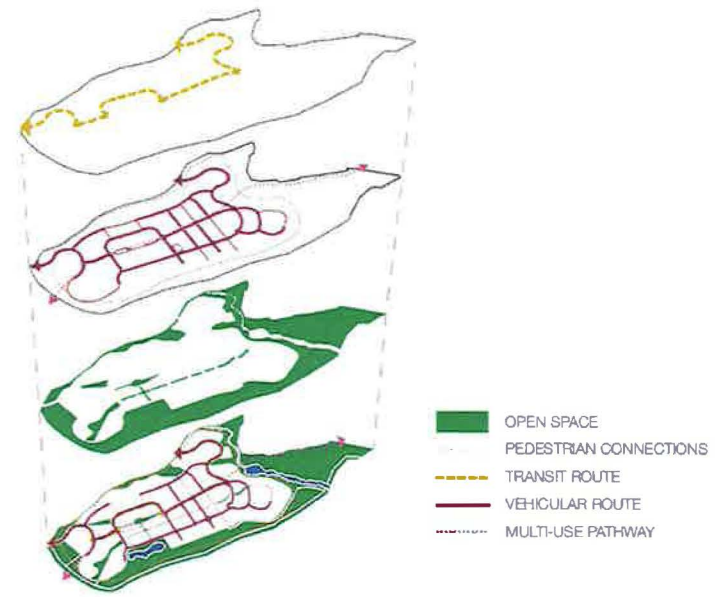 OPEN SPACE
PEDESTRIAN CONNECTIONS
TRANSIT ROUTE
VEHICULAR ROUTE
MULTI-USE PATHWAY